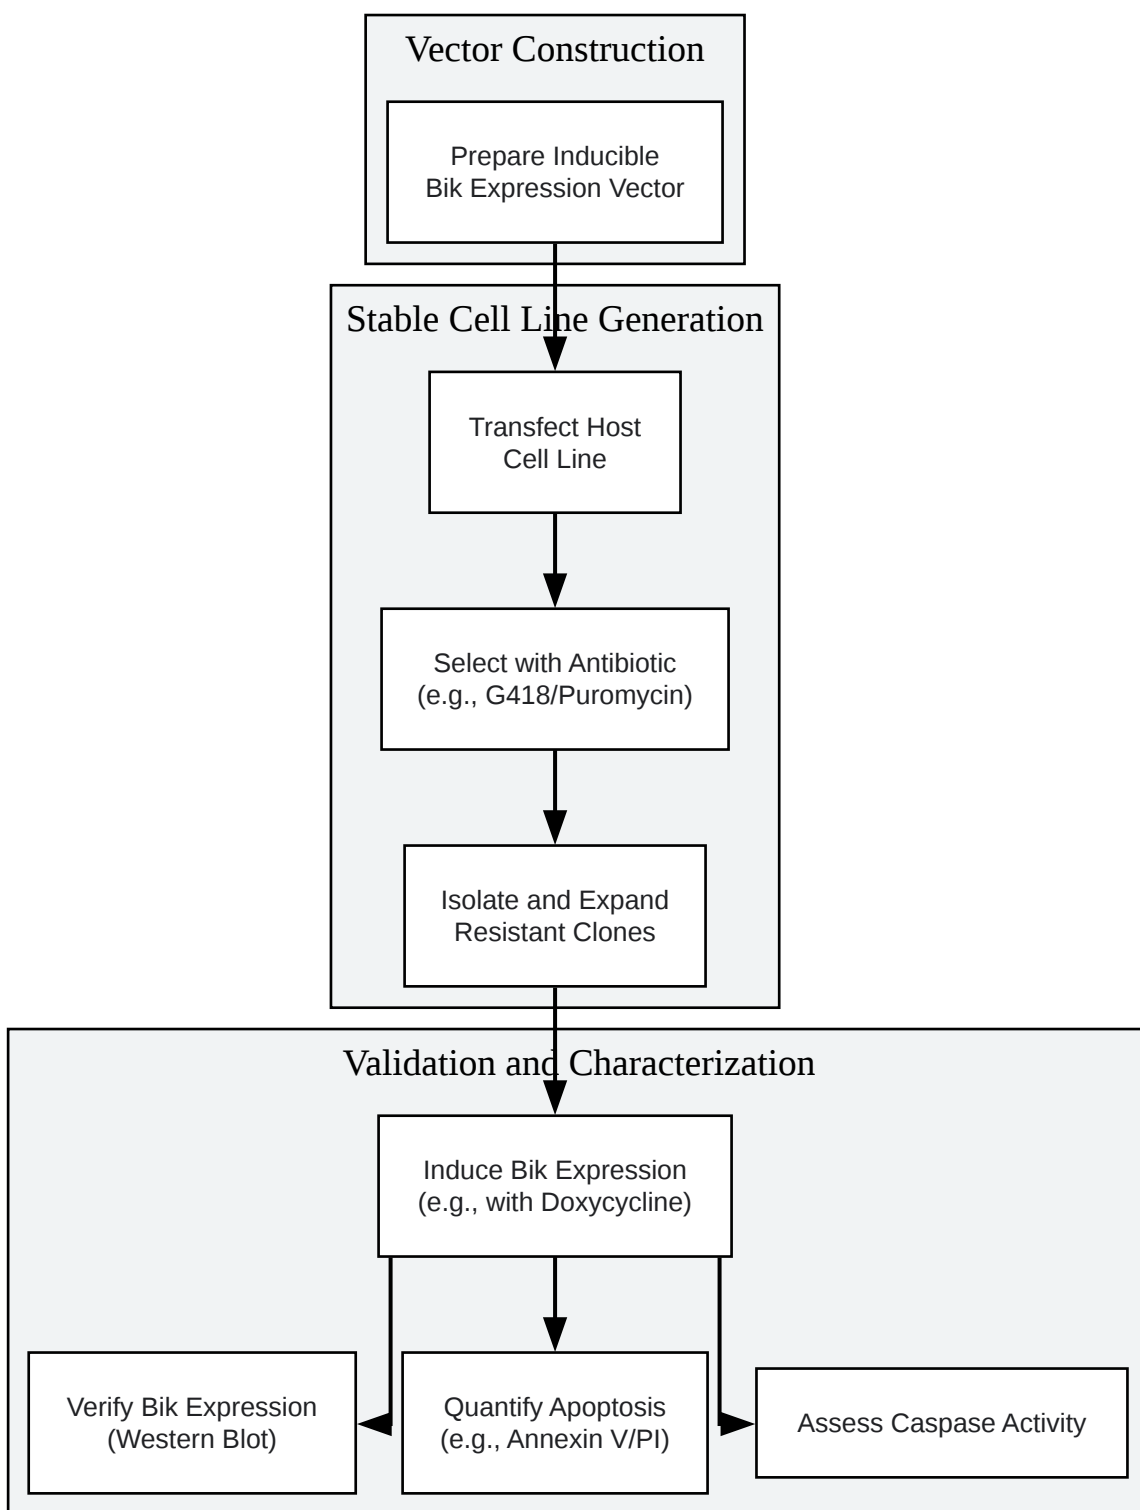 Vector Construction
Prepare Inducible
Bik Expression Vector
Stable Cell Line Generation
Transfect Host
Cell Line
Select with Antibiotic
(e.g., G418/Puromycin)
Isolate and Expand
Resistant Clones
Validation and Characterization
Induce Bik Expression
(e.g., with Doxycycline)
Verify Bik Expression
(Western Blot)
Quantify Apoptosis
(e.g., Annexin V/PI)
Assess Caspase Activity